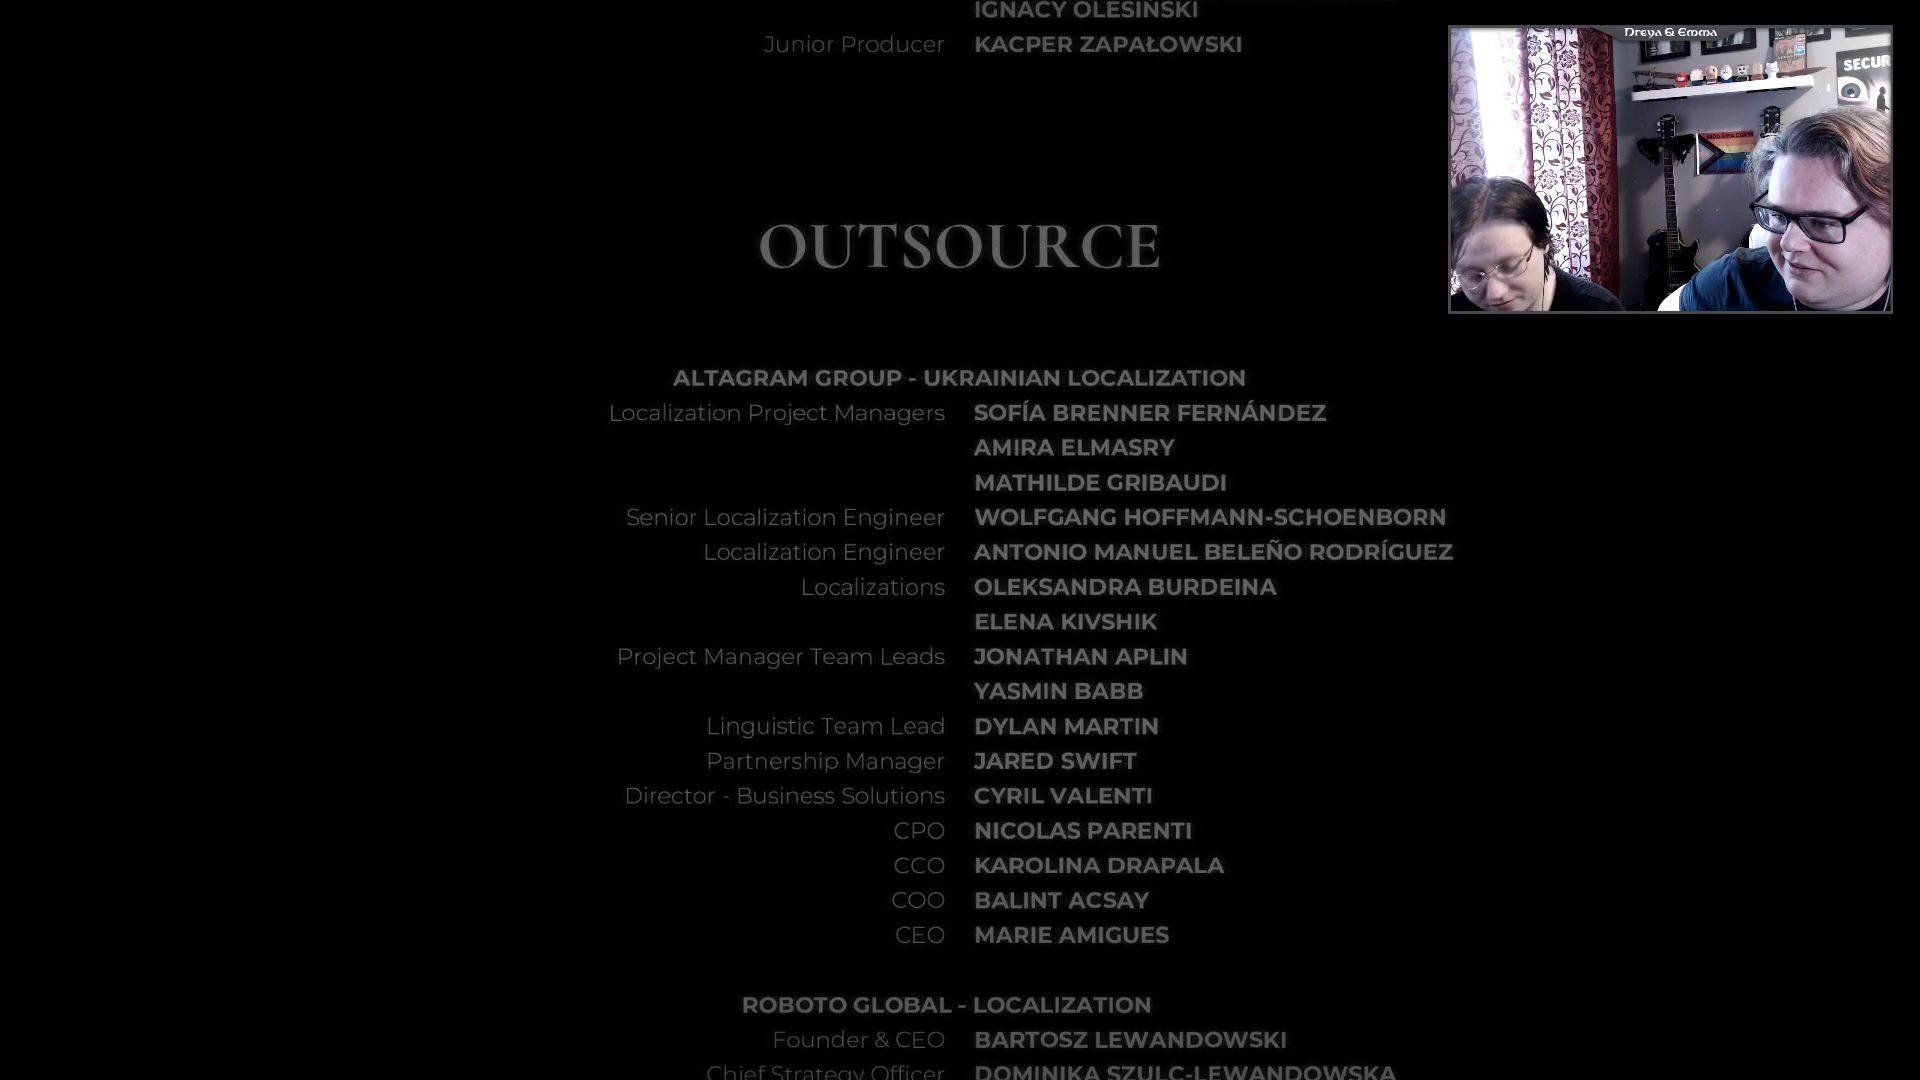 IGNACY OLESIŃSKI
Junior Producer KACPER ZAPAŁOWSKI
Dreya & Emma
SECUR
OUTSOURCE
ALTAGRAM GROUP - UKRAINIAN LOCALIZATION
Localization Project Managers SOFÍA BRENNER FERNÁNDEZ
AMIRA ELMASRY
MATHILDE GRIBAUDI
Senior Localization Engineer WOLFGANG HOFFMANN-SCHOENBORN
Localization Engineer ANTONIO MANUEL BELEÑO RODRÍGUEZ
Localizations OLEKSANDRA BURDEINA
ELENA KIVSHIK
Project Manager Team Leads JONATHAN APLIN
YASMIN BABB
Linguistic Team Lead DYLAN MARTIN
Partnership Manager JARED SWIFT
Director - Business Solutions CYRIL VALENTI
CPO NICOLAS PARENTI
CCO KAROLINA DRAPALA
COO BALINT ACSAY
CEO MARIE AMIGUES
ROBOTO GLOBAL - LOCALIZATION
Founder & CEO BARTOSZ LEWANDOWSKI
Chief Strategy Officer DOMINIKA SZULC-LEWANDOWSKA